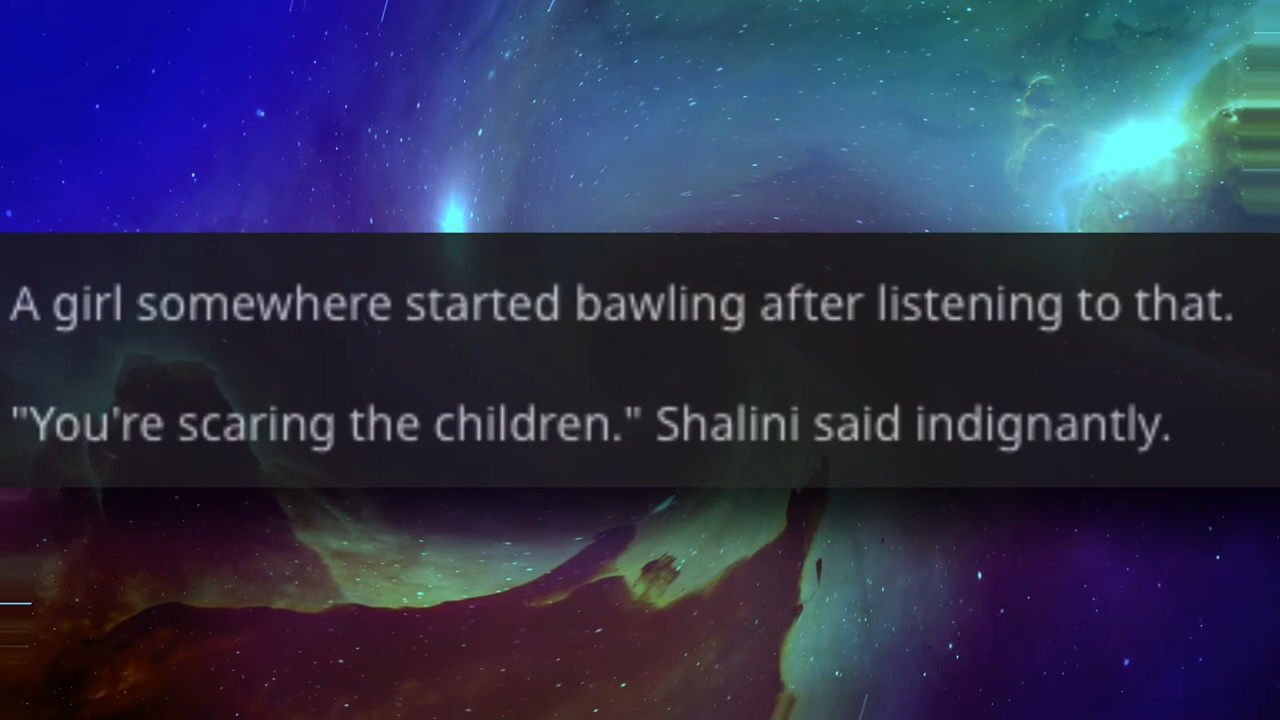 A girl somewhere started bawling after listening to that.
"You're scaring the children." Shalini said indignantly.